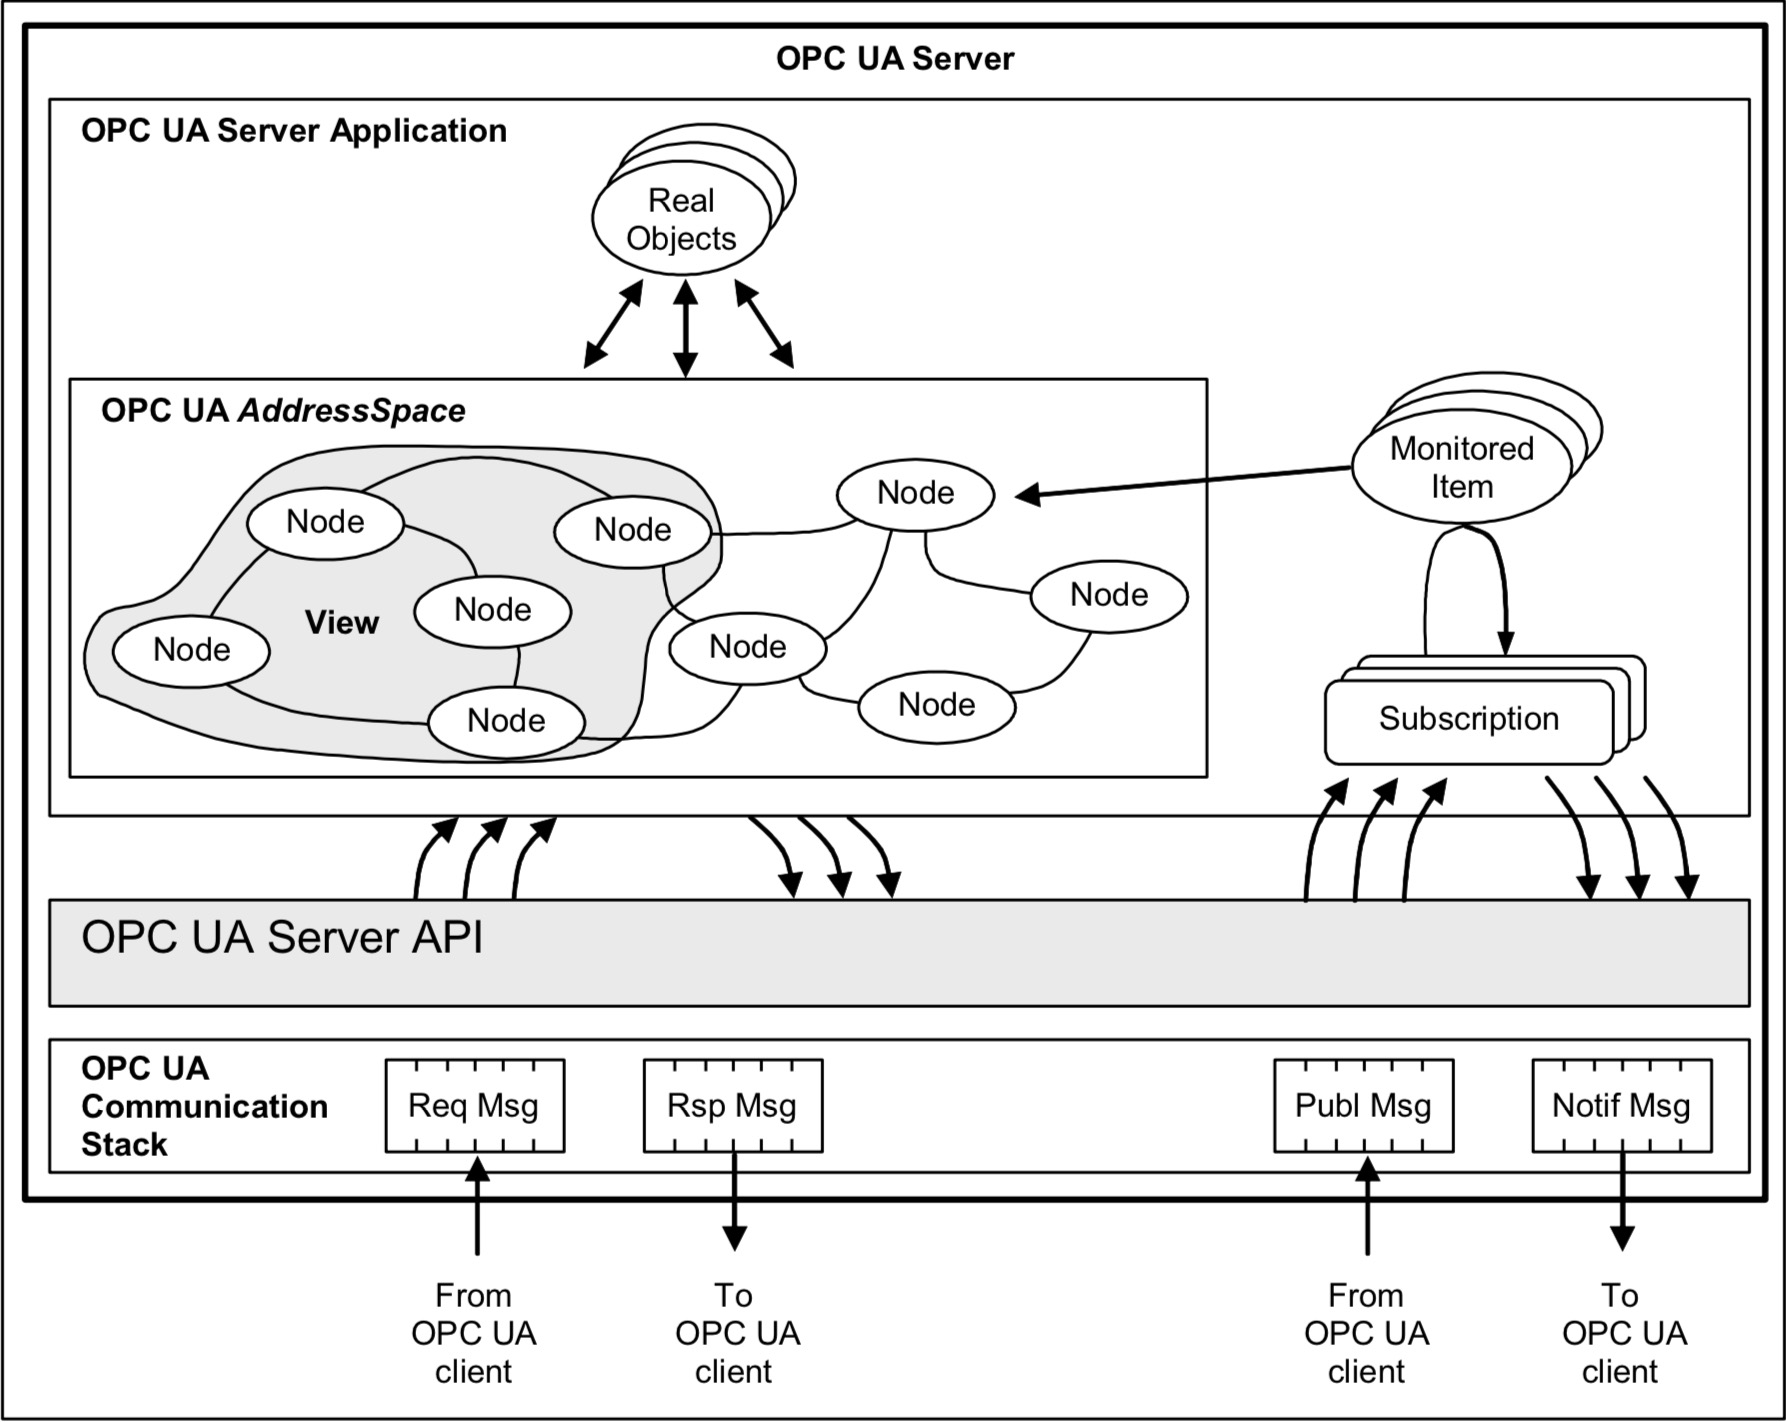 OPC UA Server
OPC UA Server Application
Real
Objects
OPC UA AddressSpace
Monitored
Item
Node
Node
Node
Node
Node
View
Node
Node
Node
Node
Subscription
OPC UA Server API
OPC UA
Communication
Stack
Req Msg
Rsp Msg
Publ Msg
Notif Msg
From
OPC UA
client
To
OPC UA
client
From
OPC UA
client
To
OPC UA
client